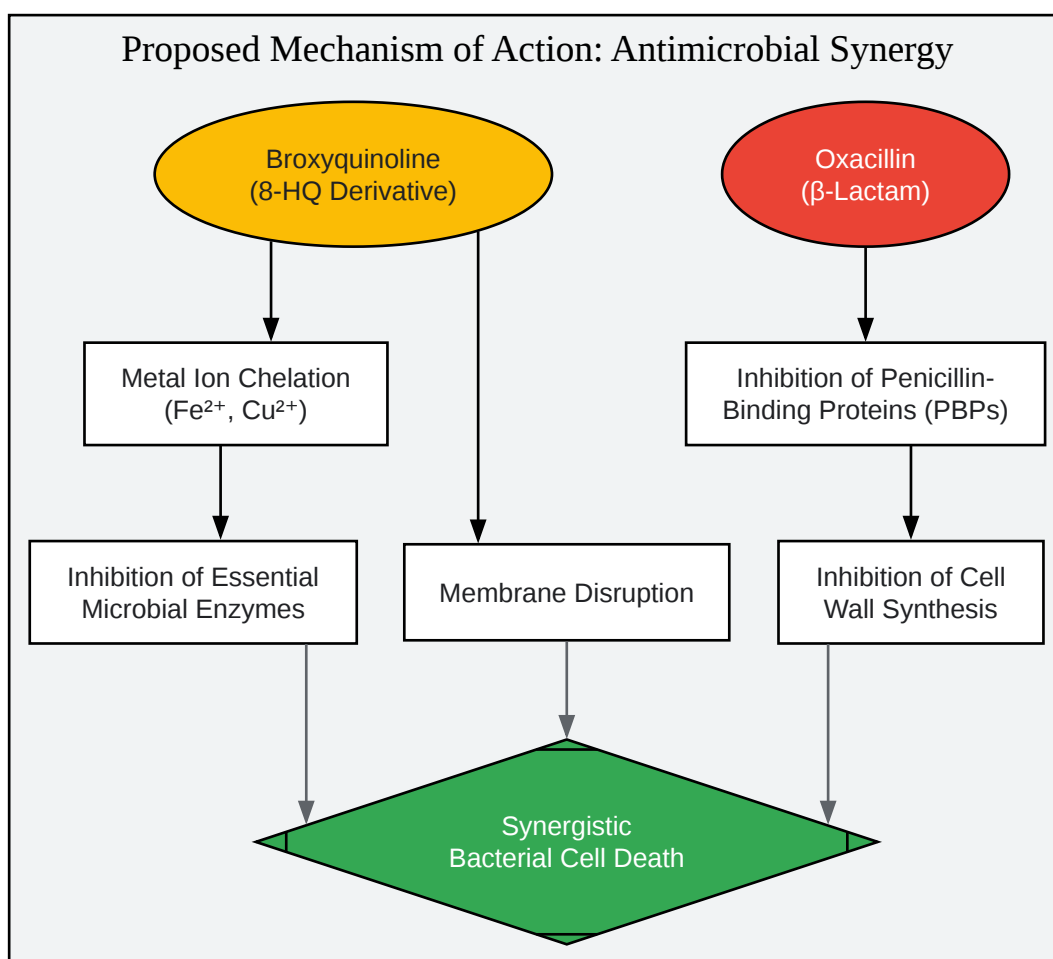 Proposed Mechanism of Action: Antimicrobial Synergy
Broxyquinoline
(8-HQ Derivative)
Oxacillin
(β-Lactam)
Metal Ion Chelation
(Fe²⁺, Cu²⁺)
Inhibition of Penicillin-
Binding Proteins (PBPs)
Inhibition of Essential
Microbial Enzymes
Membrane Disruption
Inhibition of Cell
Wall Synthesis
Synergistic
Bacterial Cell Death